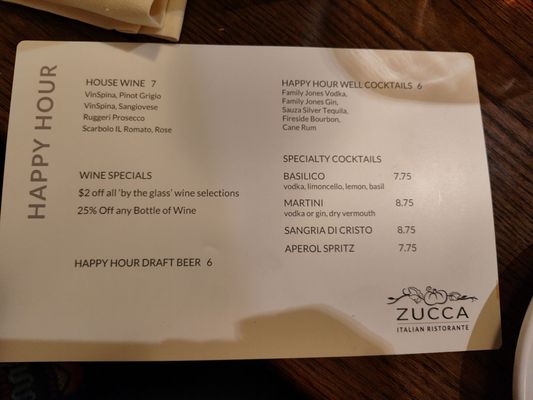 HAPPY HOUR
HOUSE WINE 7
VinSpina, Pinot Grigio
VinSpina, Sangiovese
Ruggeri Prosecco
Scarbolo IL Romato, Rose
WINE SPECIALS
$2 off all 'by the glass' wine selections
25% Off any Bottle of Wine
HAPPY HOUR DRAFT BEER 6
HAPPY HOUR WELL COCKTAILS 6
Family Jones Vodka,
Family Jones Gin,
Sauza Silver Tequila,
Fireside Bourbon,
Cane Rum
SPECIALTY COCKTAILS
BASILICO 7.75
vodka, limoncello, lemon, basil
MARTINI 8.75
vodka or gin, dry vermouth
SANGRIA DI CRISTO 8.75
APEROL SPRITZ 7.75
ZUCCA
ITALIAN RISTORANTE